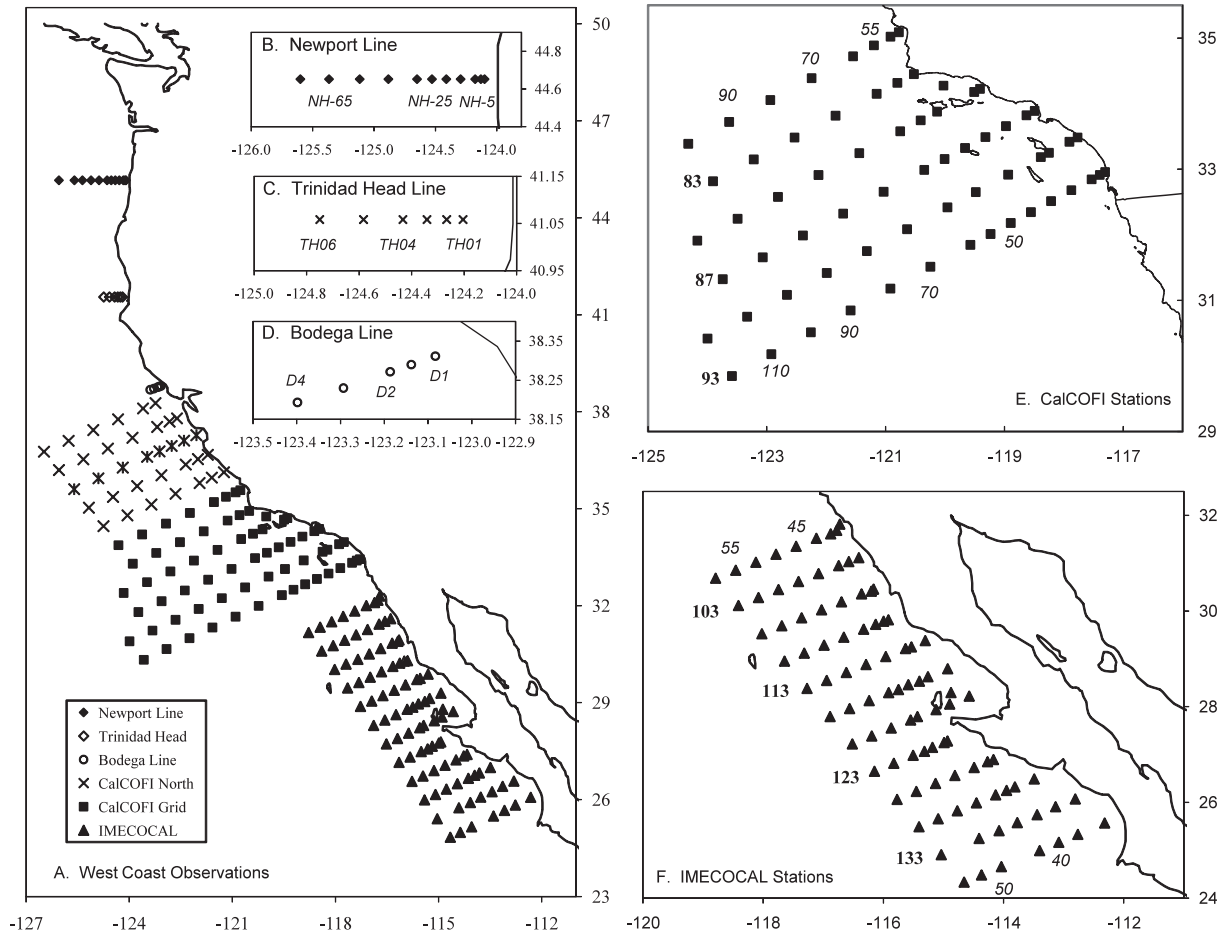 50
47
44
41
38
35
32
29
26
23
-127
-124
-121
-118
-115
-112
A. West Coast Observations
Newport Line
Trinidad Head
Bodega Line
CalCOFI North
CalCOFI Grid
IMECOCAL
B. Newport Line
NH-65 NH-25 NH-5
44.8
44.6
44.4
-126.0 -125.5 -125.0 -124.5 -124.0
C. Trinidad Head Line
TH06 TH04 TH01
41.15
41.05
40.95
-125.0 -124.8 -124.6 -124.4 -124.2 -124.0
D. Bodega Line
D4 D2 D1
38.35
38.25
38.15
-123.5 -123.4 -123.3 -123.2 -123.1 -123.0 -122.9
55
70
90
83
87
93
110
90
70
50
35
33
31
29
E. CalCOFI Stations
-125 -123 -121 -119 -117
45
55
103
113
123
133
50
40
32
30
28
26
24
F. IMECOCAL Stations
-120 -118 -116 -114 -112